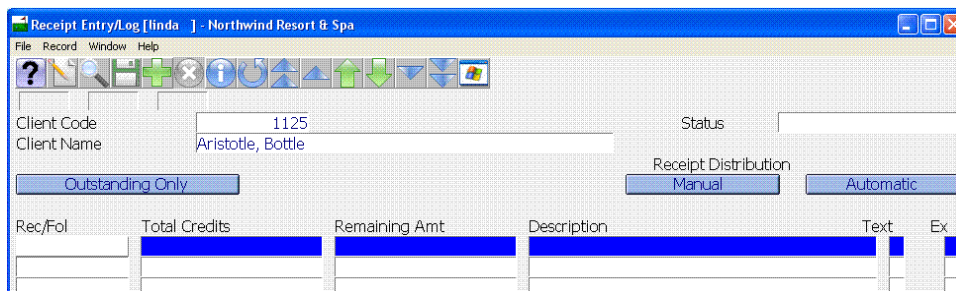 Receipt Entry/Log [linda ] - Northwind Resort & Spa
File Record Window Help
Client Code 1125 Status
Client Name Aristotle, Bottle
Receipt Distribution
Outstanding Only Manual Automatic
Rec/Fol Total Credits Remaining Amt Description Text Ex